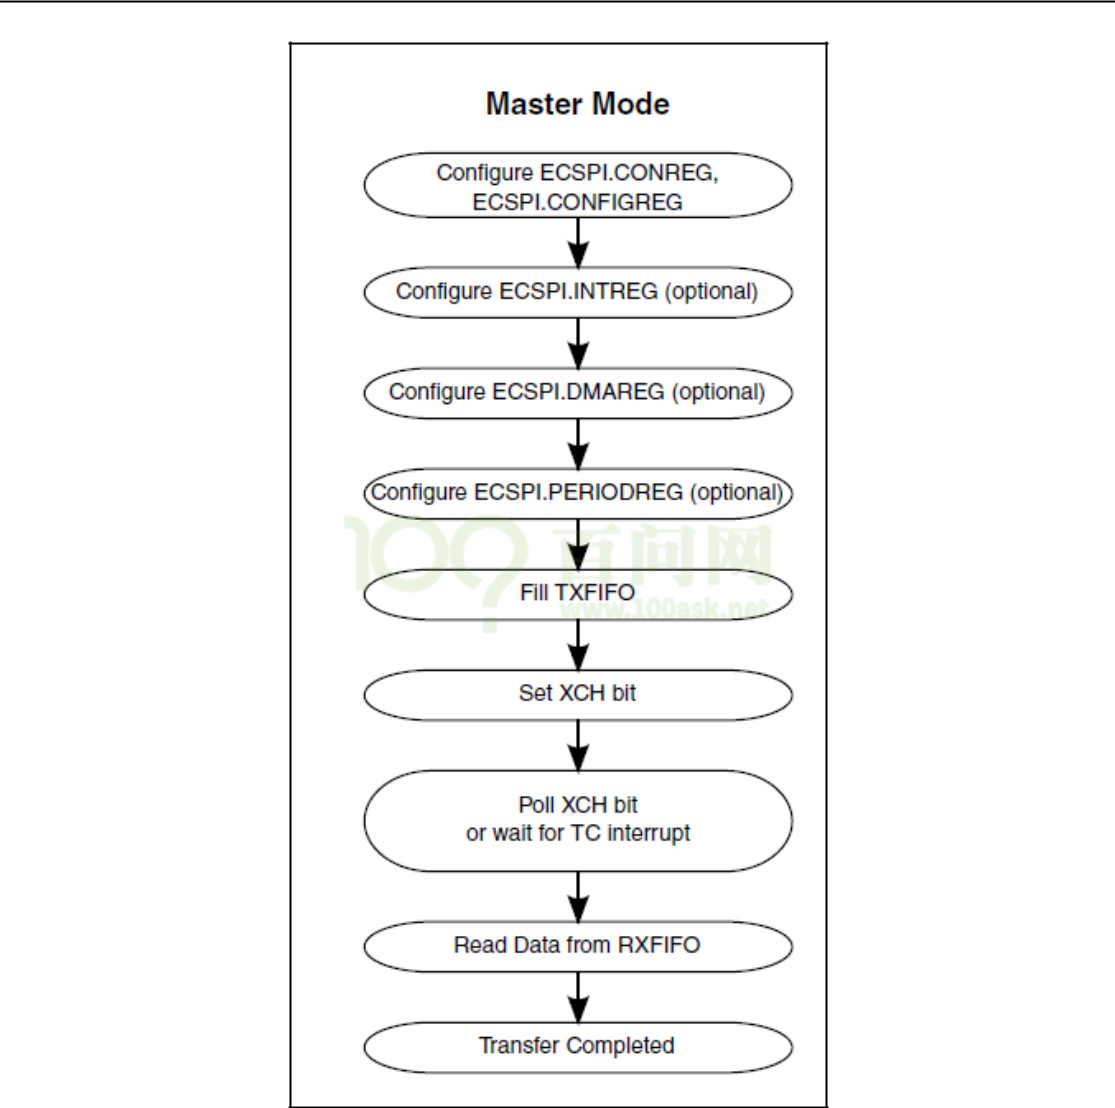 Master Mode
Configure ECSPI.CONREG,
ECSPI.CONFIGREG
Configure ECSPI.INTREG (optional)
Configure ECSPI.DMAREG (optional)
Configure ECSPI.PERIODREG (optional)
百问网
Fill TXFIFO
www.100ask.net
Set XCH bit
Poll XCH bit
or wait for TC interrupt
Read Data from RXFIFO
Transfer Completed